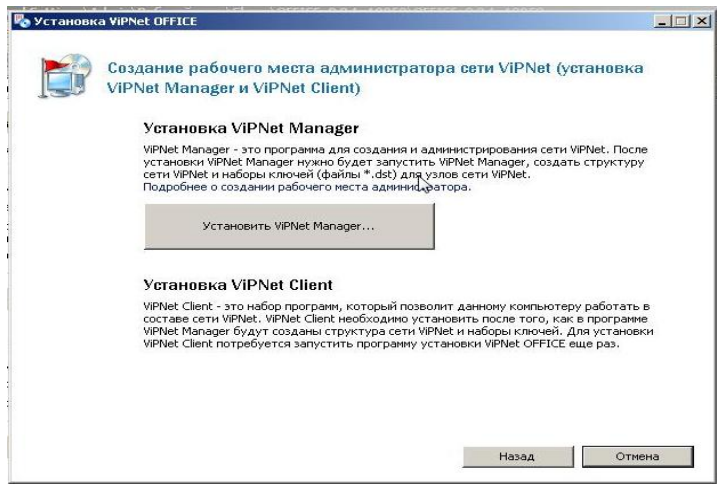 Установка ViPNet OFFICE
Создание рабочего места администратора сети ViPNet (установка
ViPNet Manager и ViPNet Client)
Установка ViPNet Manager
ViPNet Manager - это программа для создания и администрирования сети ViPNet. После
установки ViPNet Manager нужно будет запустить ViPNet Manager, создать структуру
сети ViPNet и наборы ключей (файлы *.dst) для узлов сети ViPNet.
Подробнее о создании рабочего места администратора.
Установить ViPNet Manager...
Установка ViPNet Client
ViPNet Client - это набор программ, который позволит данному компьютеру работать в
составе сети ViPNet. ViPNet Client необходимо установить после того, как в программе
ViPNet Manager будут созданы структура сети ViPNet и наборы ключей. Для установки
ViPNet Client потребуется запустить программу установки ViPNet OFFICE еще раз.
Назад
Отмена